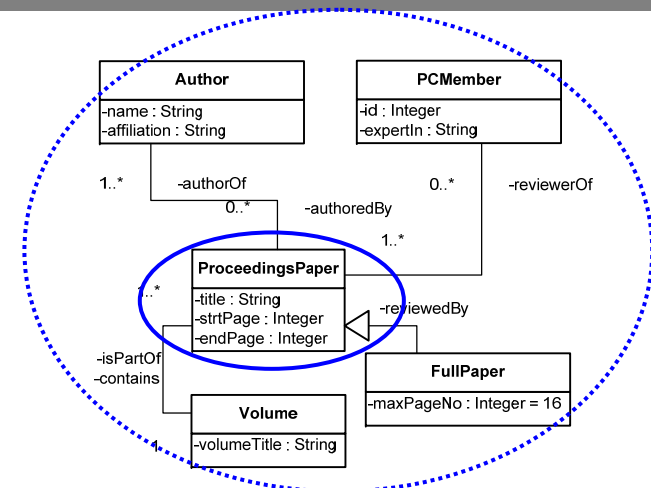 Author
-name : String
-affiliation : String
PCMember
-id : Integer
-expertIn : String
1..*
-authorOf
0..*
-authoredBy
0..*
-reviewerOf
1..*
ProceedingsPaper
-title : String
-strtPage : Integer
-endPage : Integer
1..*
-reviewedBy
-isPartOf
-contains
FullPaper
-maxPageNo : Integer = 16
Volume
-volumeTitle : String
1